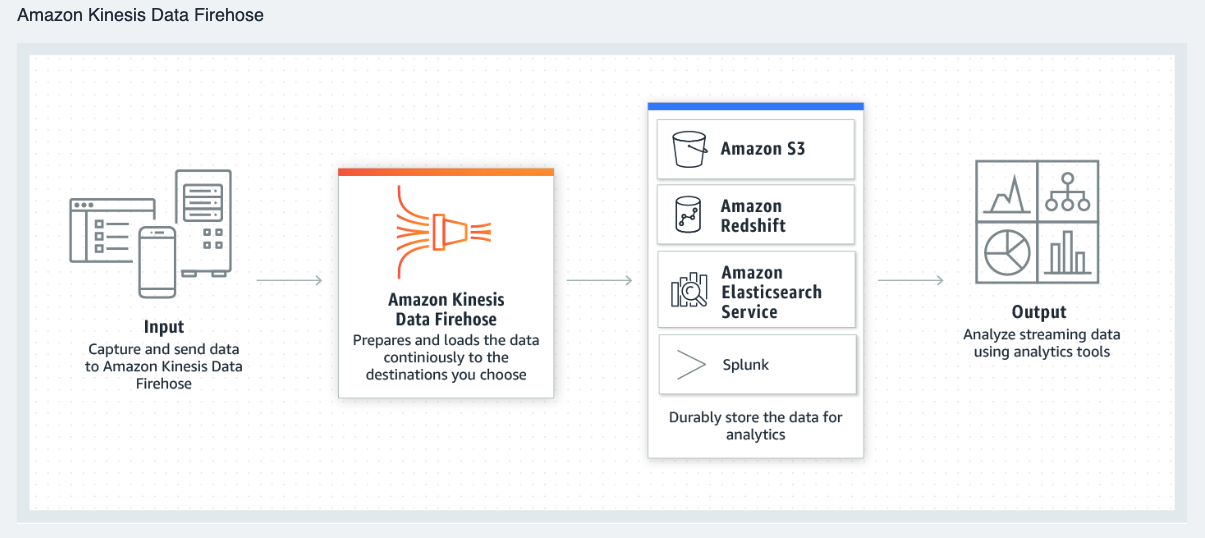 Amazon Kinesis Data Firehose
Input
Capture and send data
to Amazon Kinesis Data
Firehose
Amazon Kinesis
Data Firehose
Prepares and loads the data
continiously to the
destinations you choose
Amazon S3
Amazon
Redshift
Amazon
Elasticsearch
Service
Splunk
Durably store the data for
analytics
Output
Analyze streaming data
using analytics tools